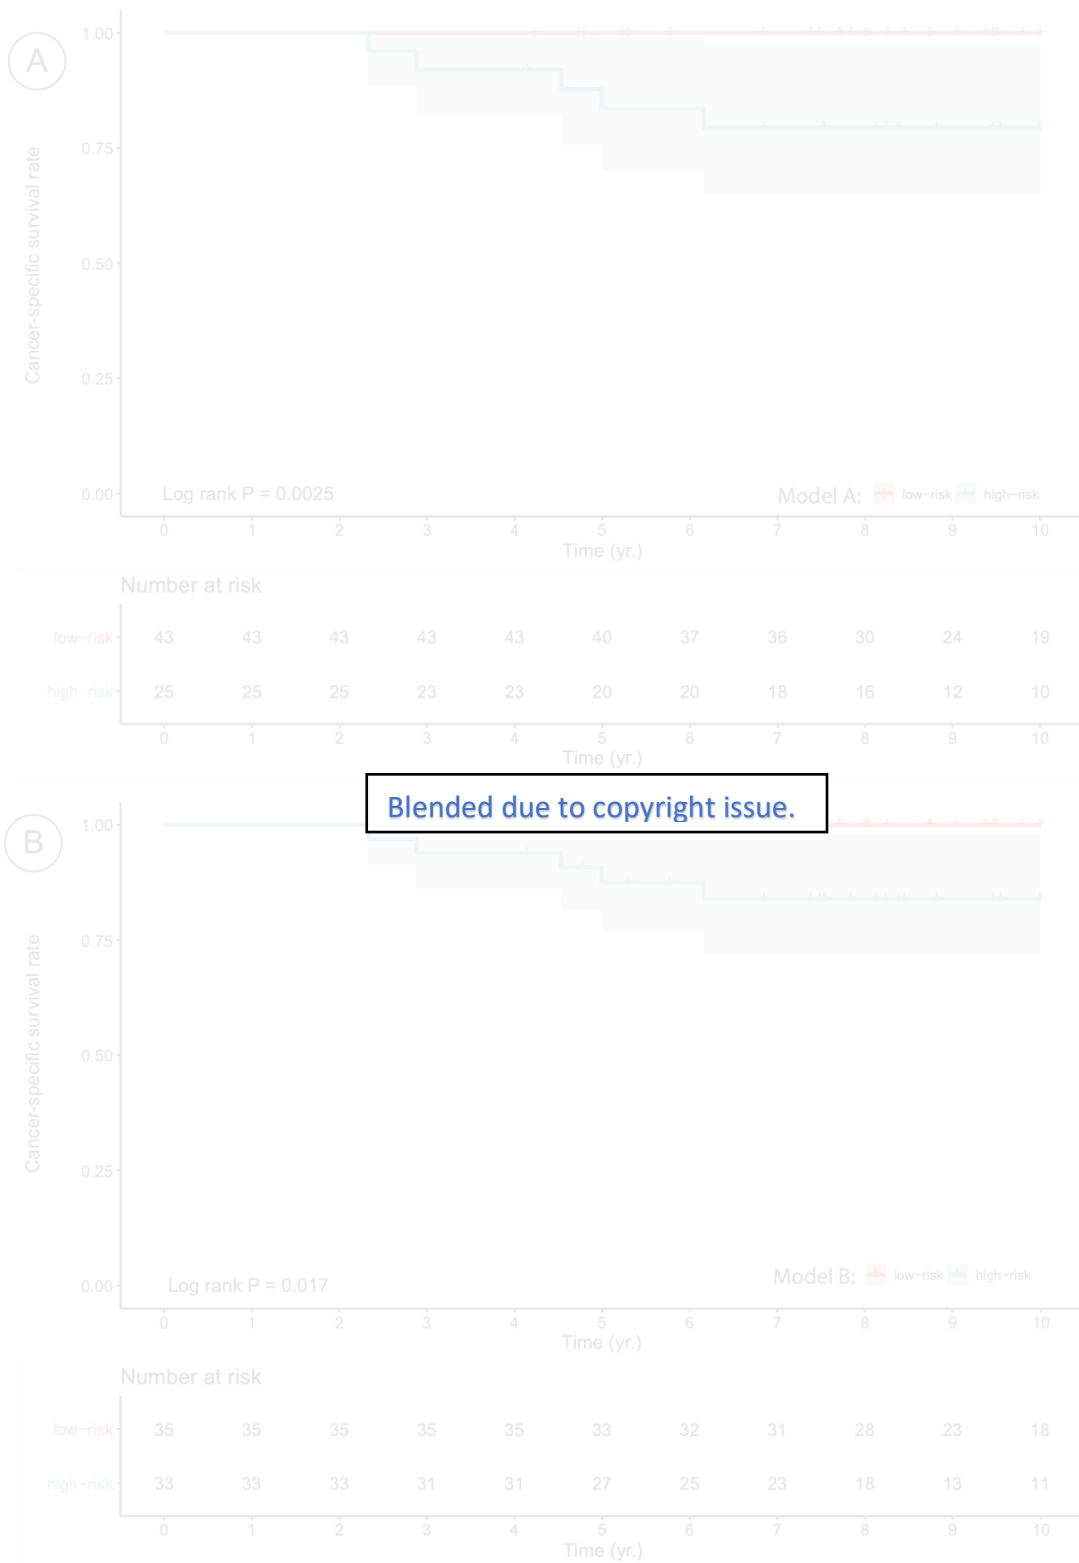 A
Cancer-specific survival rate
1.00
0.75
0.50
0.25
0.00
Log rank P = 0.0025
Model A: low-risk high-risk
0 1 2 3 4 5 6 7 8 9 10
Time (yr.)
Number at risk
low-risk 43 43 43 43 43 40 37 36 30 24 19
high-risk 25 25 25 23 23 20 20 18 16 12 10
0 1 2 3 4 5 6 7 8 9 10
Time (yr.)
Blended due to copyright issue.
B
Cancer-specific survival rate
1.00
0.75
0.50
0.25
0.00
Log rank P = 0.017
Model B: low-risk high-risk
0 1 2 3 4 5 6 7 8 9 10
Time (yr.)
Number at risk
low-risk 35 35 35 35 35 33 32 31 28 23 18
high-risk 33 33 33 31 31 27 25 23 18 13 11
0 1 2 3 4 5 6 7 8 9 10
Time (yr.)